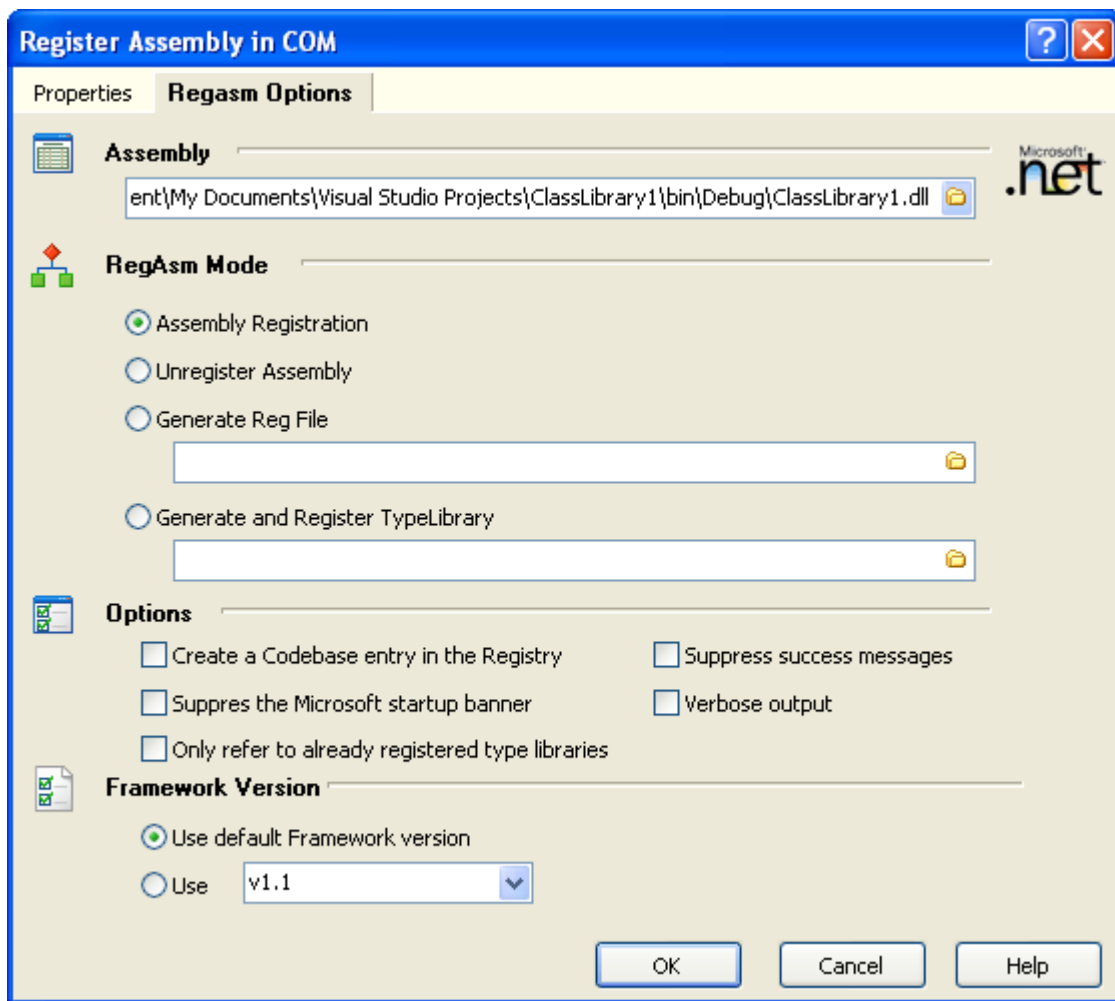 Register Assembly in COM
Properties Regasm Options
Assembly
Microsoft
.net
ent\My Documents\Visual Studio Projects\ClassLibrary1\bin\Debug\ClassLibrary1.dll
RegAsm Mode
Assembly Registration
Unregister Assembly
Generate Reg File
Generate and Register TypeLibrary
Options
Create a Codebase entry in the Registry Suppress success messages
Suppres the Microsoft startup banner Verbose output
Only refer to already registered type libraries
Framework Version
Use default Framework version
Use v1.1
OK Cancel Help